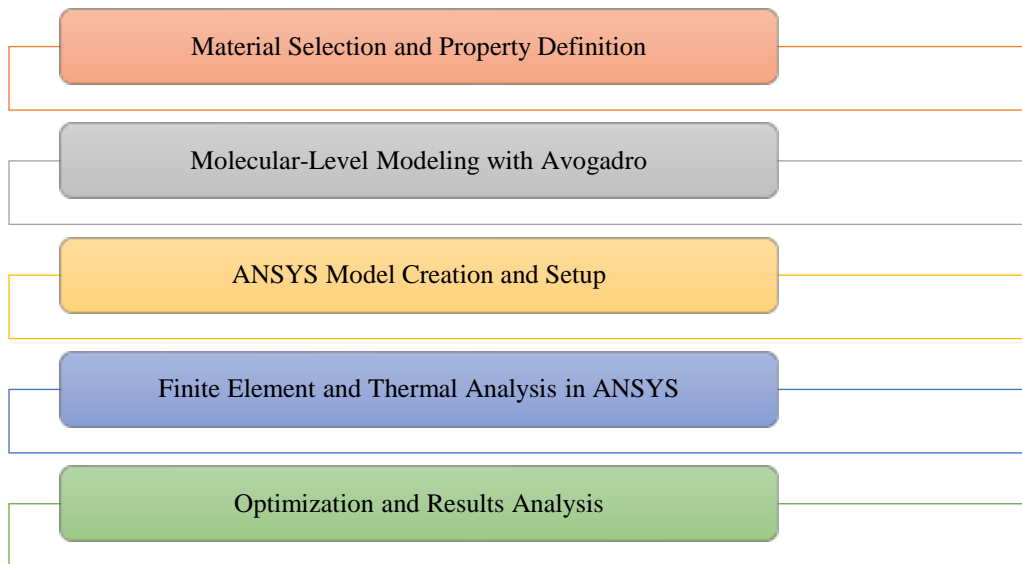 Material Selection and Property Definition
Molecular-Level Modeling with Avogadro
ANSYS Model Creation and Setup
Finite Element and Thermal Analysis in ANSYS
Optimization and Results Analysis